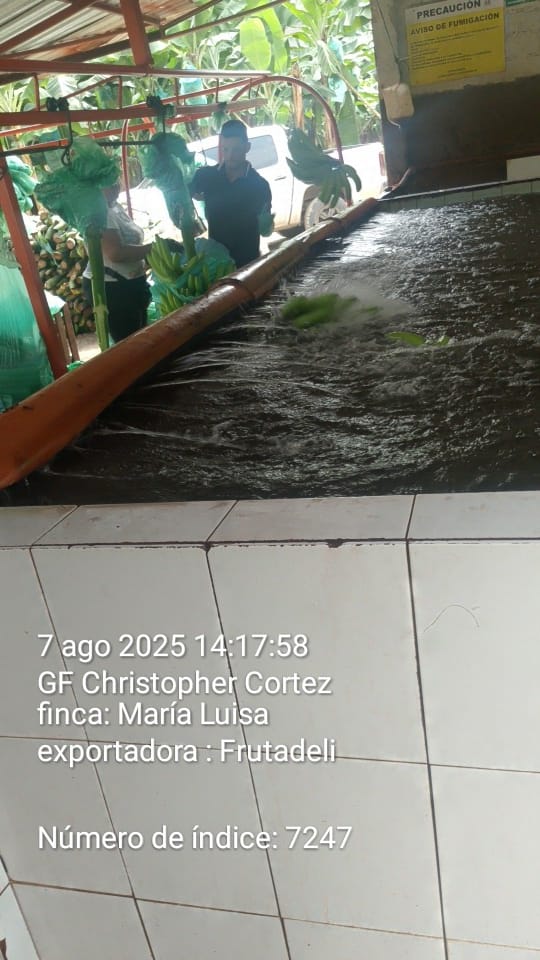 PRECAUCIÓN
AVISO DE FUMIGACIÓN
7 ago 2025 14:17:58
GF Christopher Cortez
finca: María Luisa
exportadora : Frutadeli
Número de índice: 7247